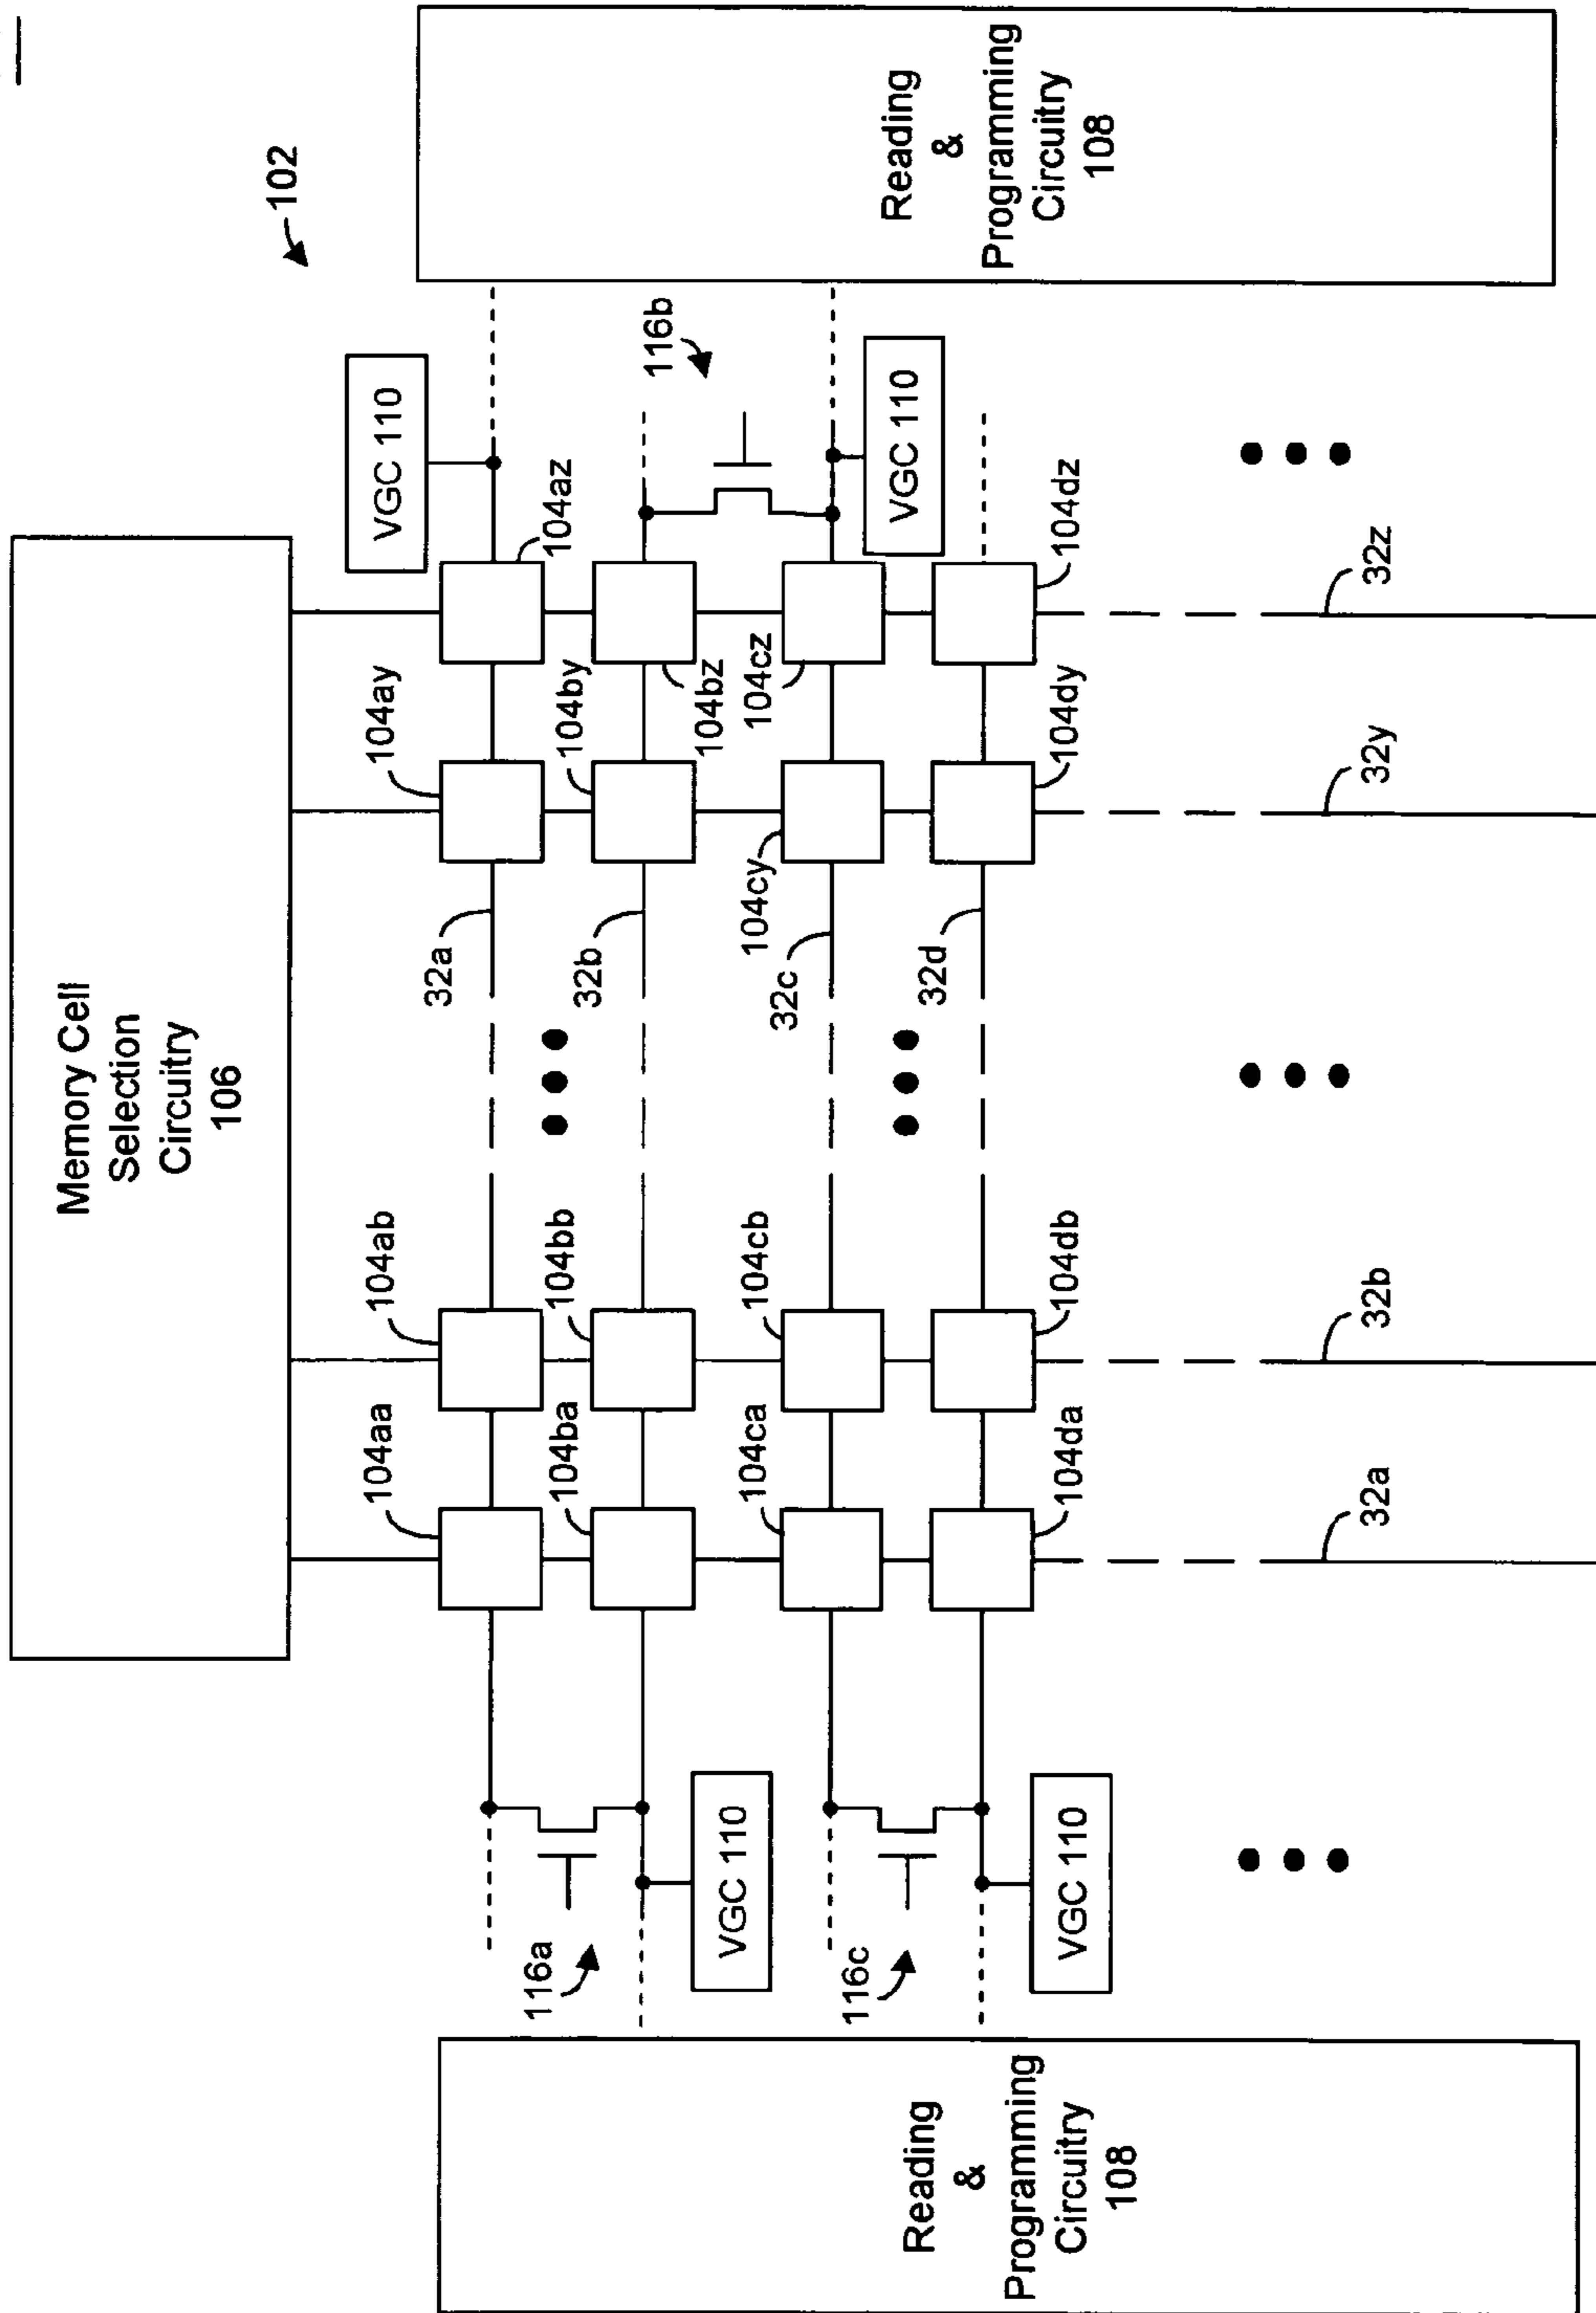 102
Memory Cell
Selection
Circuitry
106
Reading
&
Programming
Circuitry
108
Reading
&
Programming
Circuitry
108
VGC 110
VGC 110
VGC 110
VGC 110
116a
116b
116c
104aa
104ab
104ay
104az
32a
104ba
104bb
104by
104bz
32b
104ca
104cb
104cy
104cz
32c
104da
104db
104dy
104dz
32d
32a
32b
32y
32z